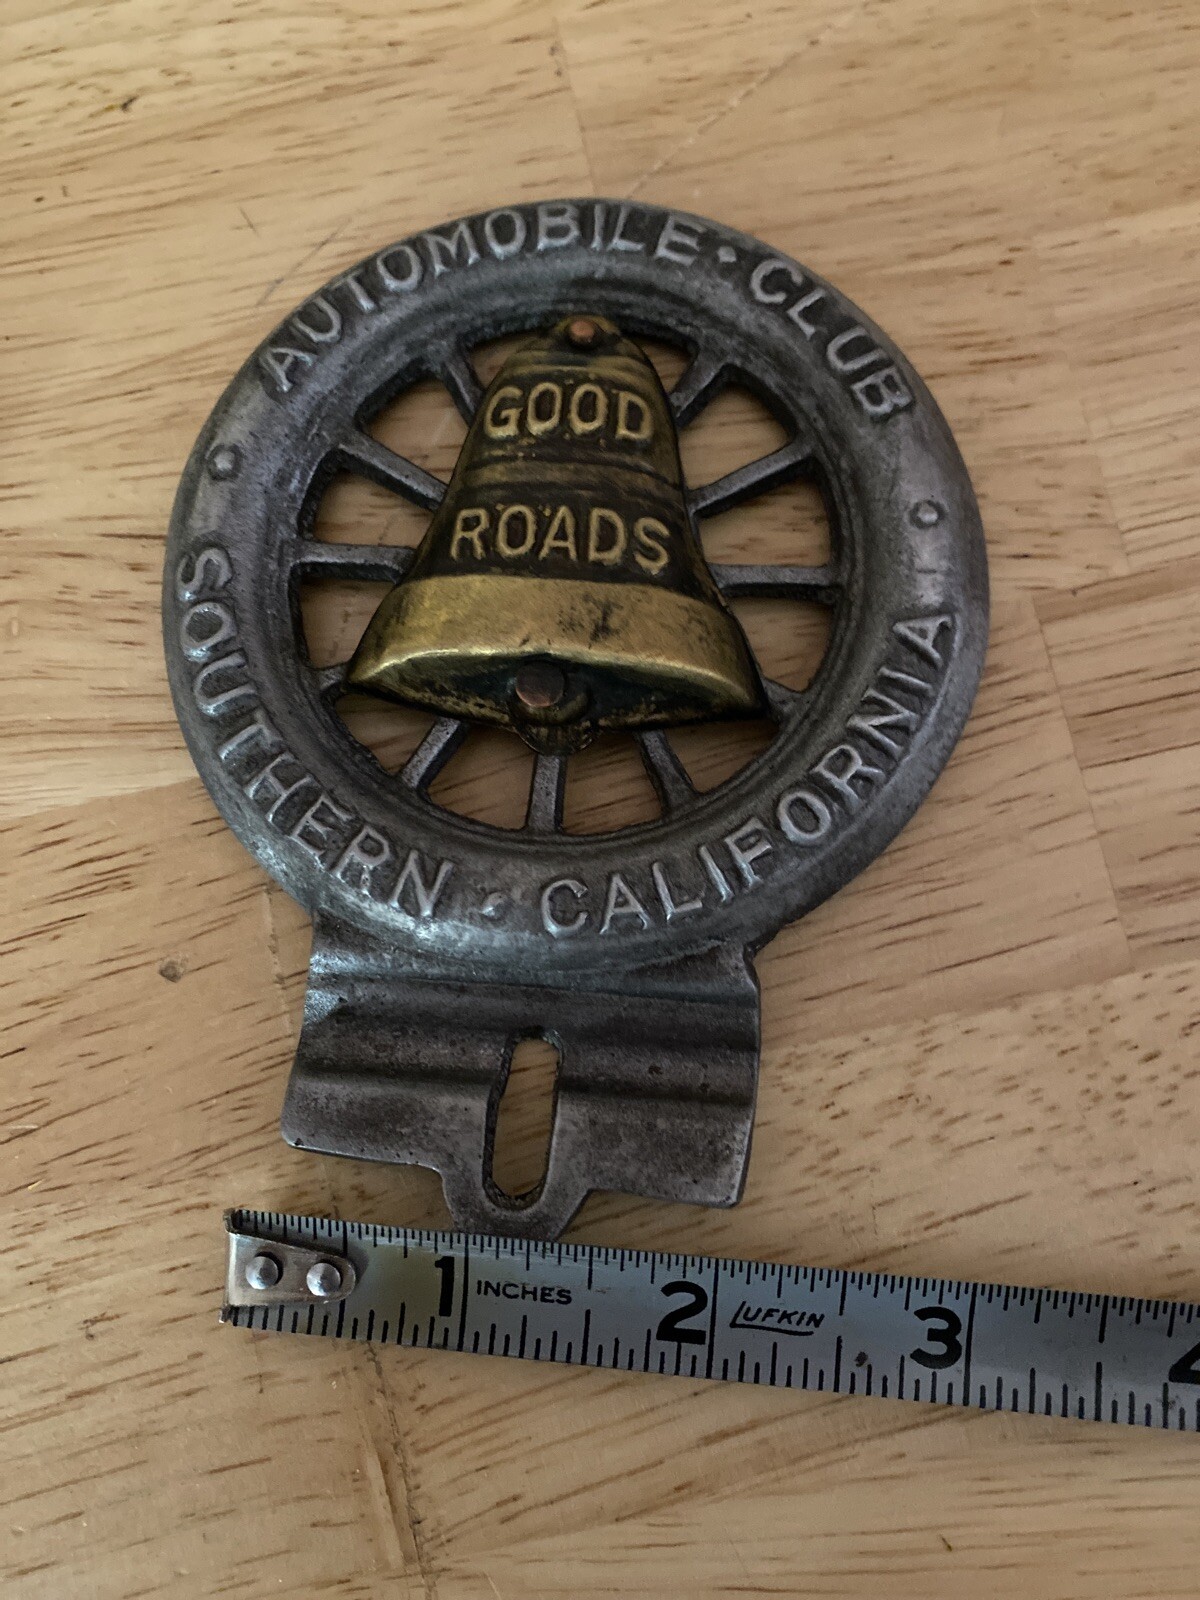 AUTOMOBILE · CLUB
GOOD
ROADS
SOUTHERN · CALIFORNIA
1 INCHES 2 LUFKIN 3 4